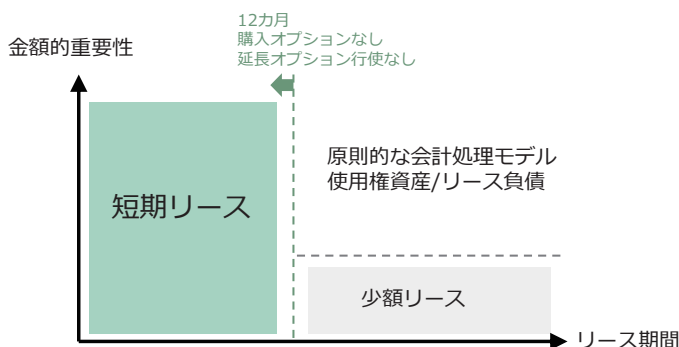 12カ月
購入オプションなし
延長オプション行使なし
金額的重要性
原則的な会計処理モデル
使用権資産/リース負債
短期リース
少額リース
リース期間